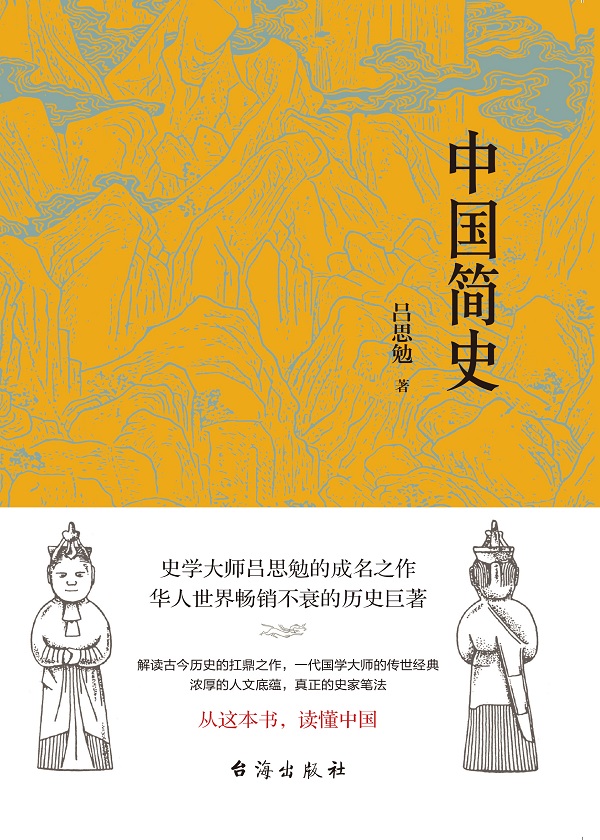 中国简史
吕思勉 著
史学大师吕思勉的成名之作
华人世界畅销不衰的历史巨著
解读古今历史的扛鼎之作，一代国学大师的传世经典
浓厚的人文底蕴，真正的史家笔法
从这本书，读懂中国
台海出版社